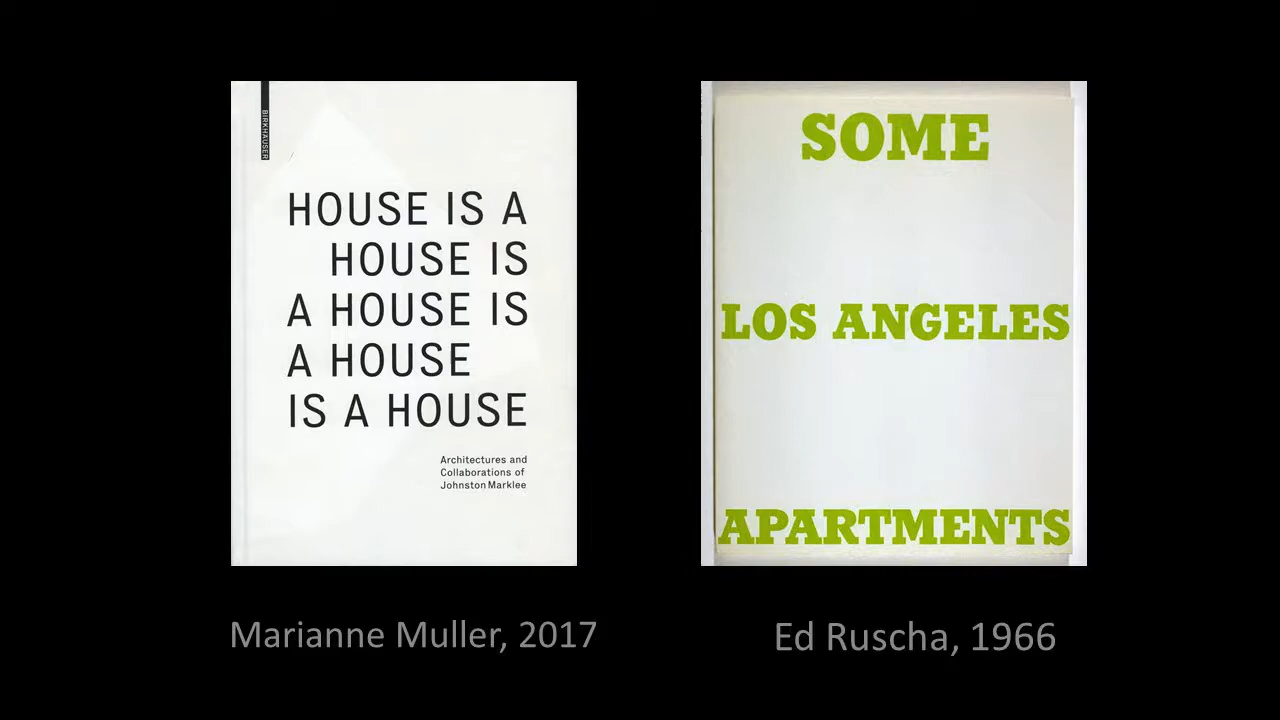 BIRKHÄUSER
HOUSE IS A
HOUSE IS
A HOUSE IS
A HOUSE
IS A HOUSE
Architectures and
Collaborations of
Johnston Marklee
SOME
LOS ANGELES
APARTMENTS
Marianne Muller, 2017
Ed Ruscha, 1966